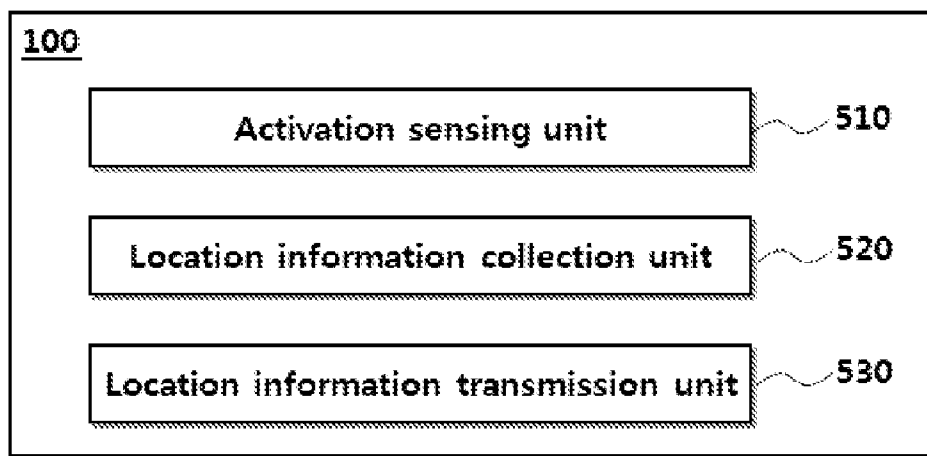 100
Activation sensing unit 510
Location information collection unit 520
Location information transmission unit 530